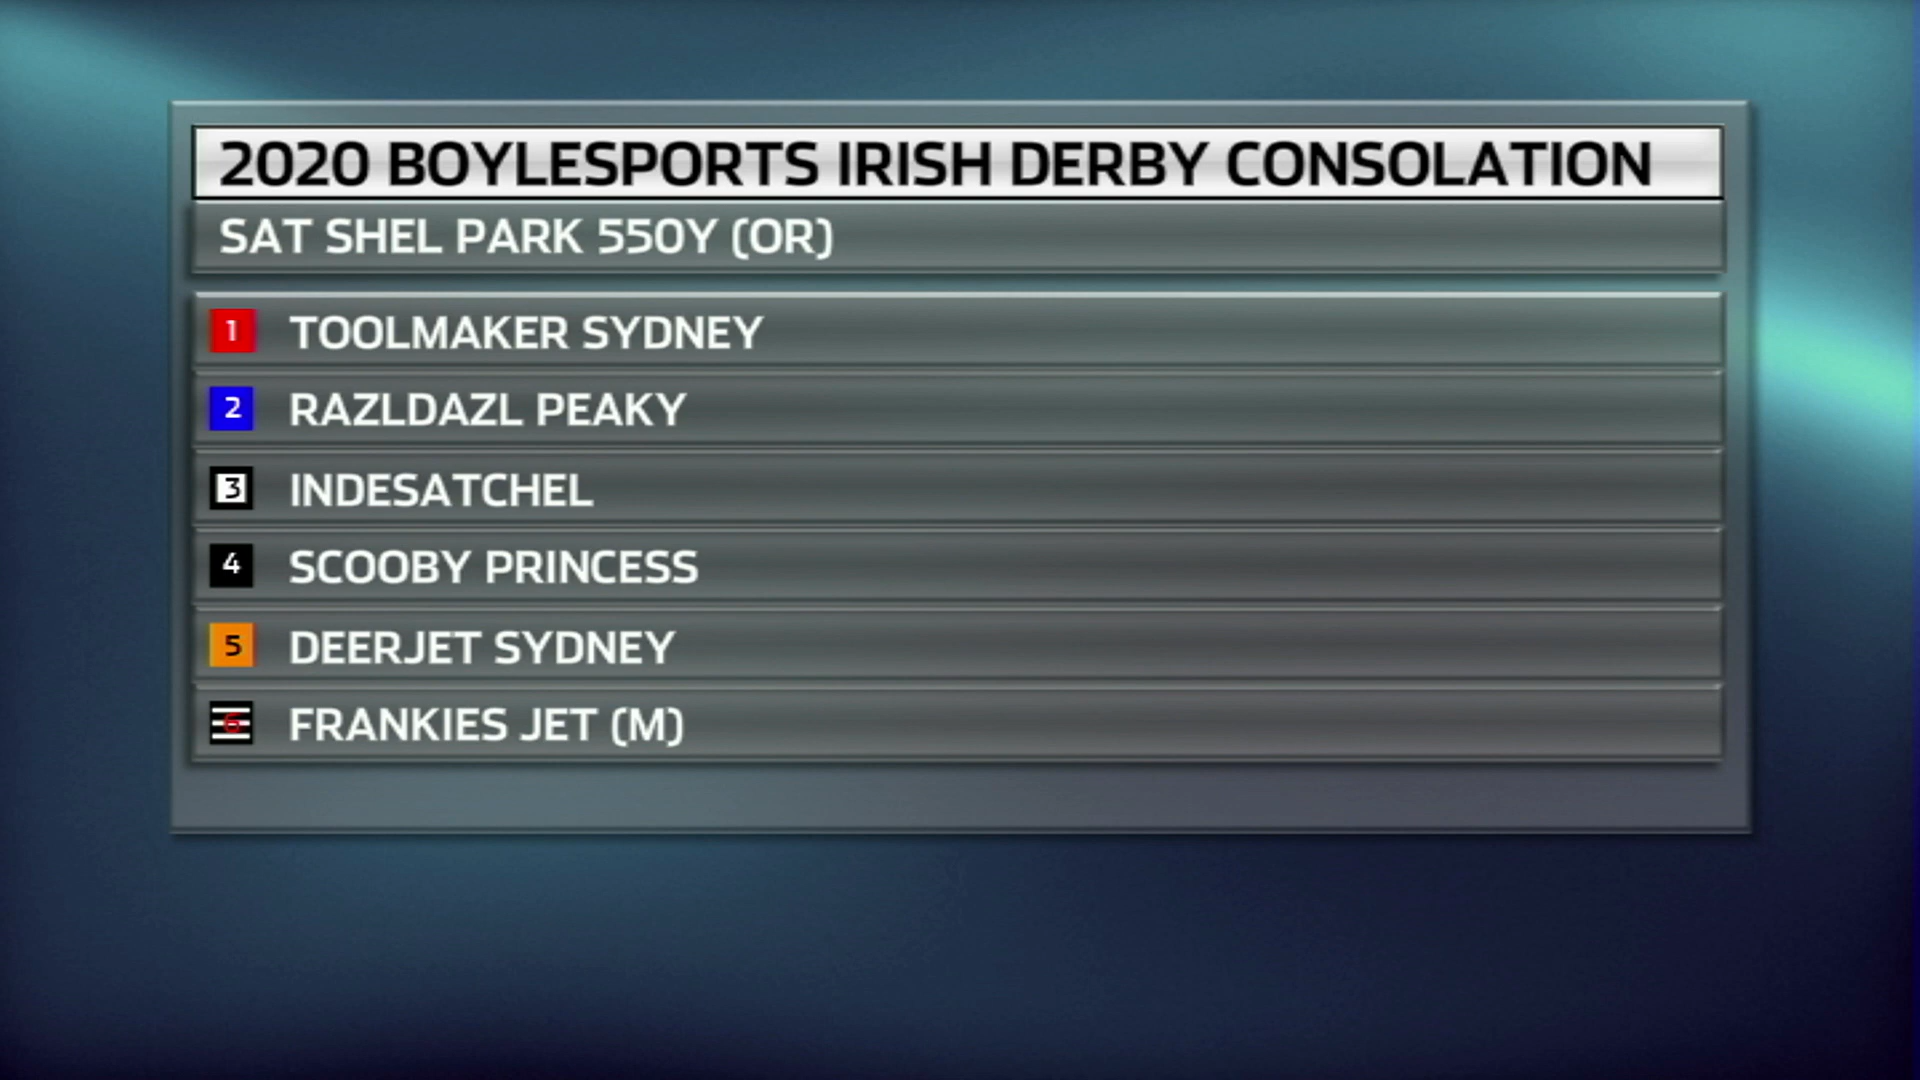 2020 BOYLESPORTS IRISH DERBY CONSOLATION
SAT SHEL PARK 550Y (OR)
1 TOOLMAKER SYDNEY
2 RAZLDAZL PEAKY
3 INDESATCHEL
4 SCOOBY PRINCESS
5 DEERJET SYDNEY
6 FRANKIES JET (M)